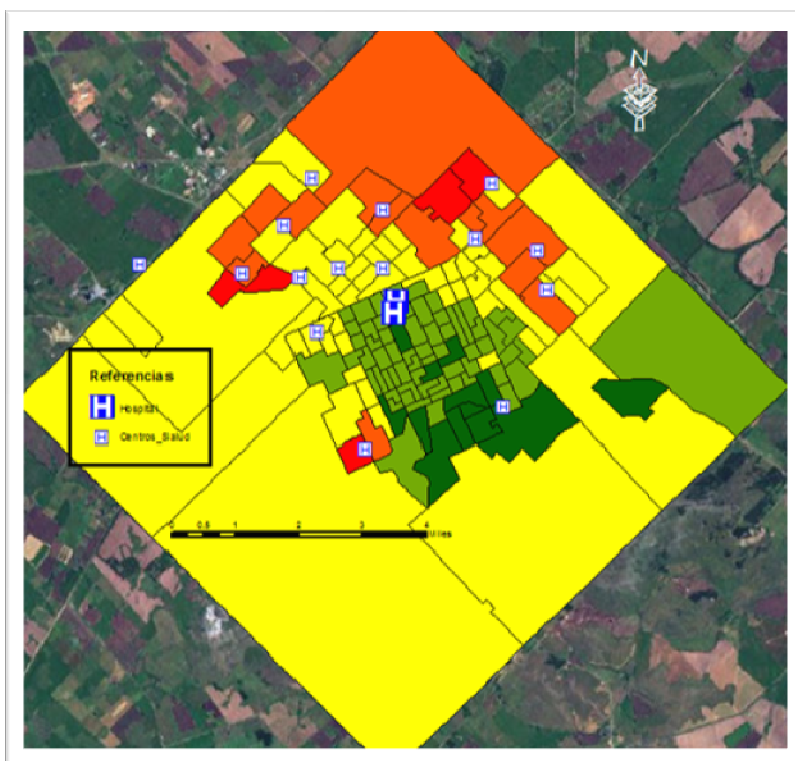 N
Referencias
H Hospital
H Centros_Salud
0 0.5 1 2 3 4
Miles